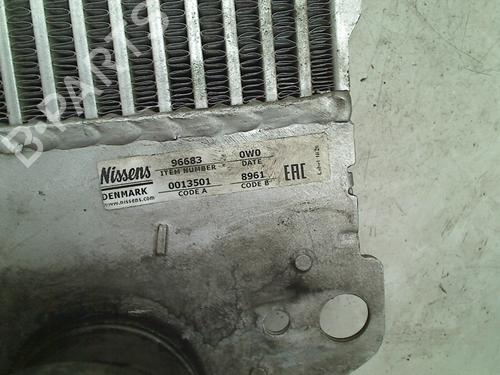 B-PARTS
Nissens
DENMARK
www.nissens.com
96683
ITEM NUMBER
0W0
DATE
0013501
CODE A
8961
CODE B
EAC